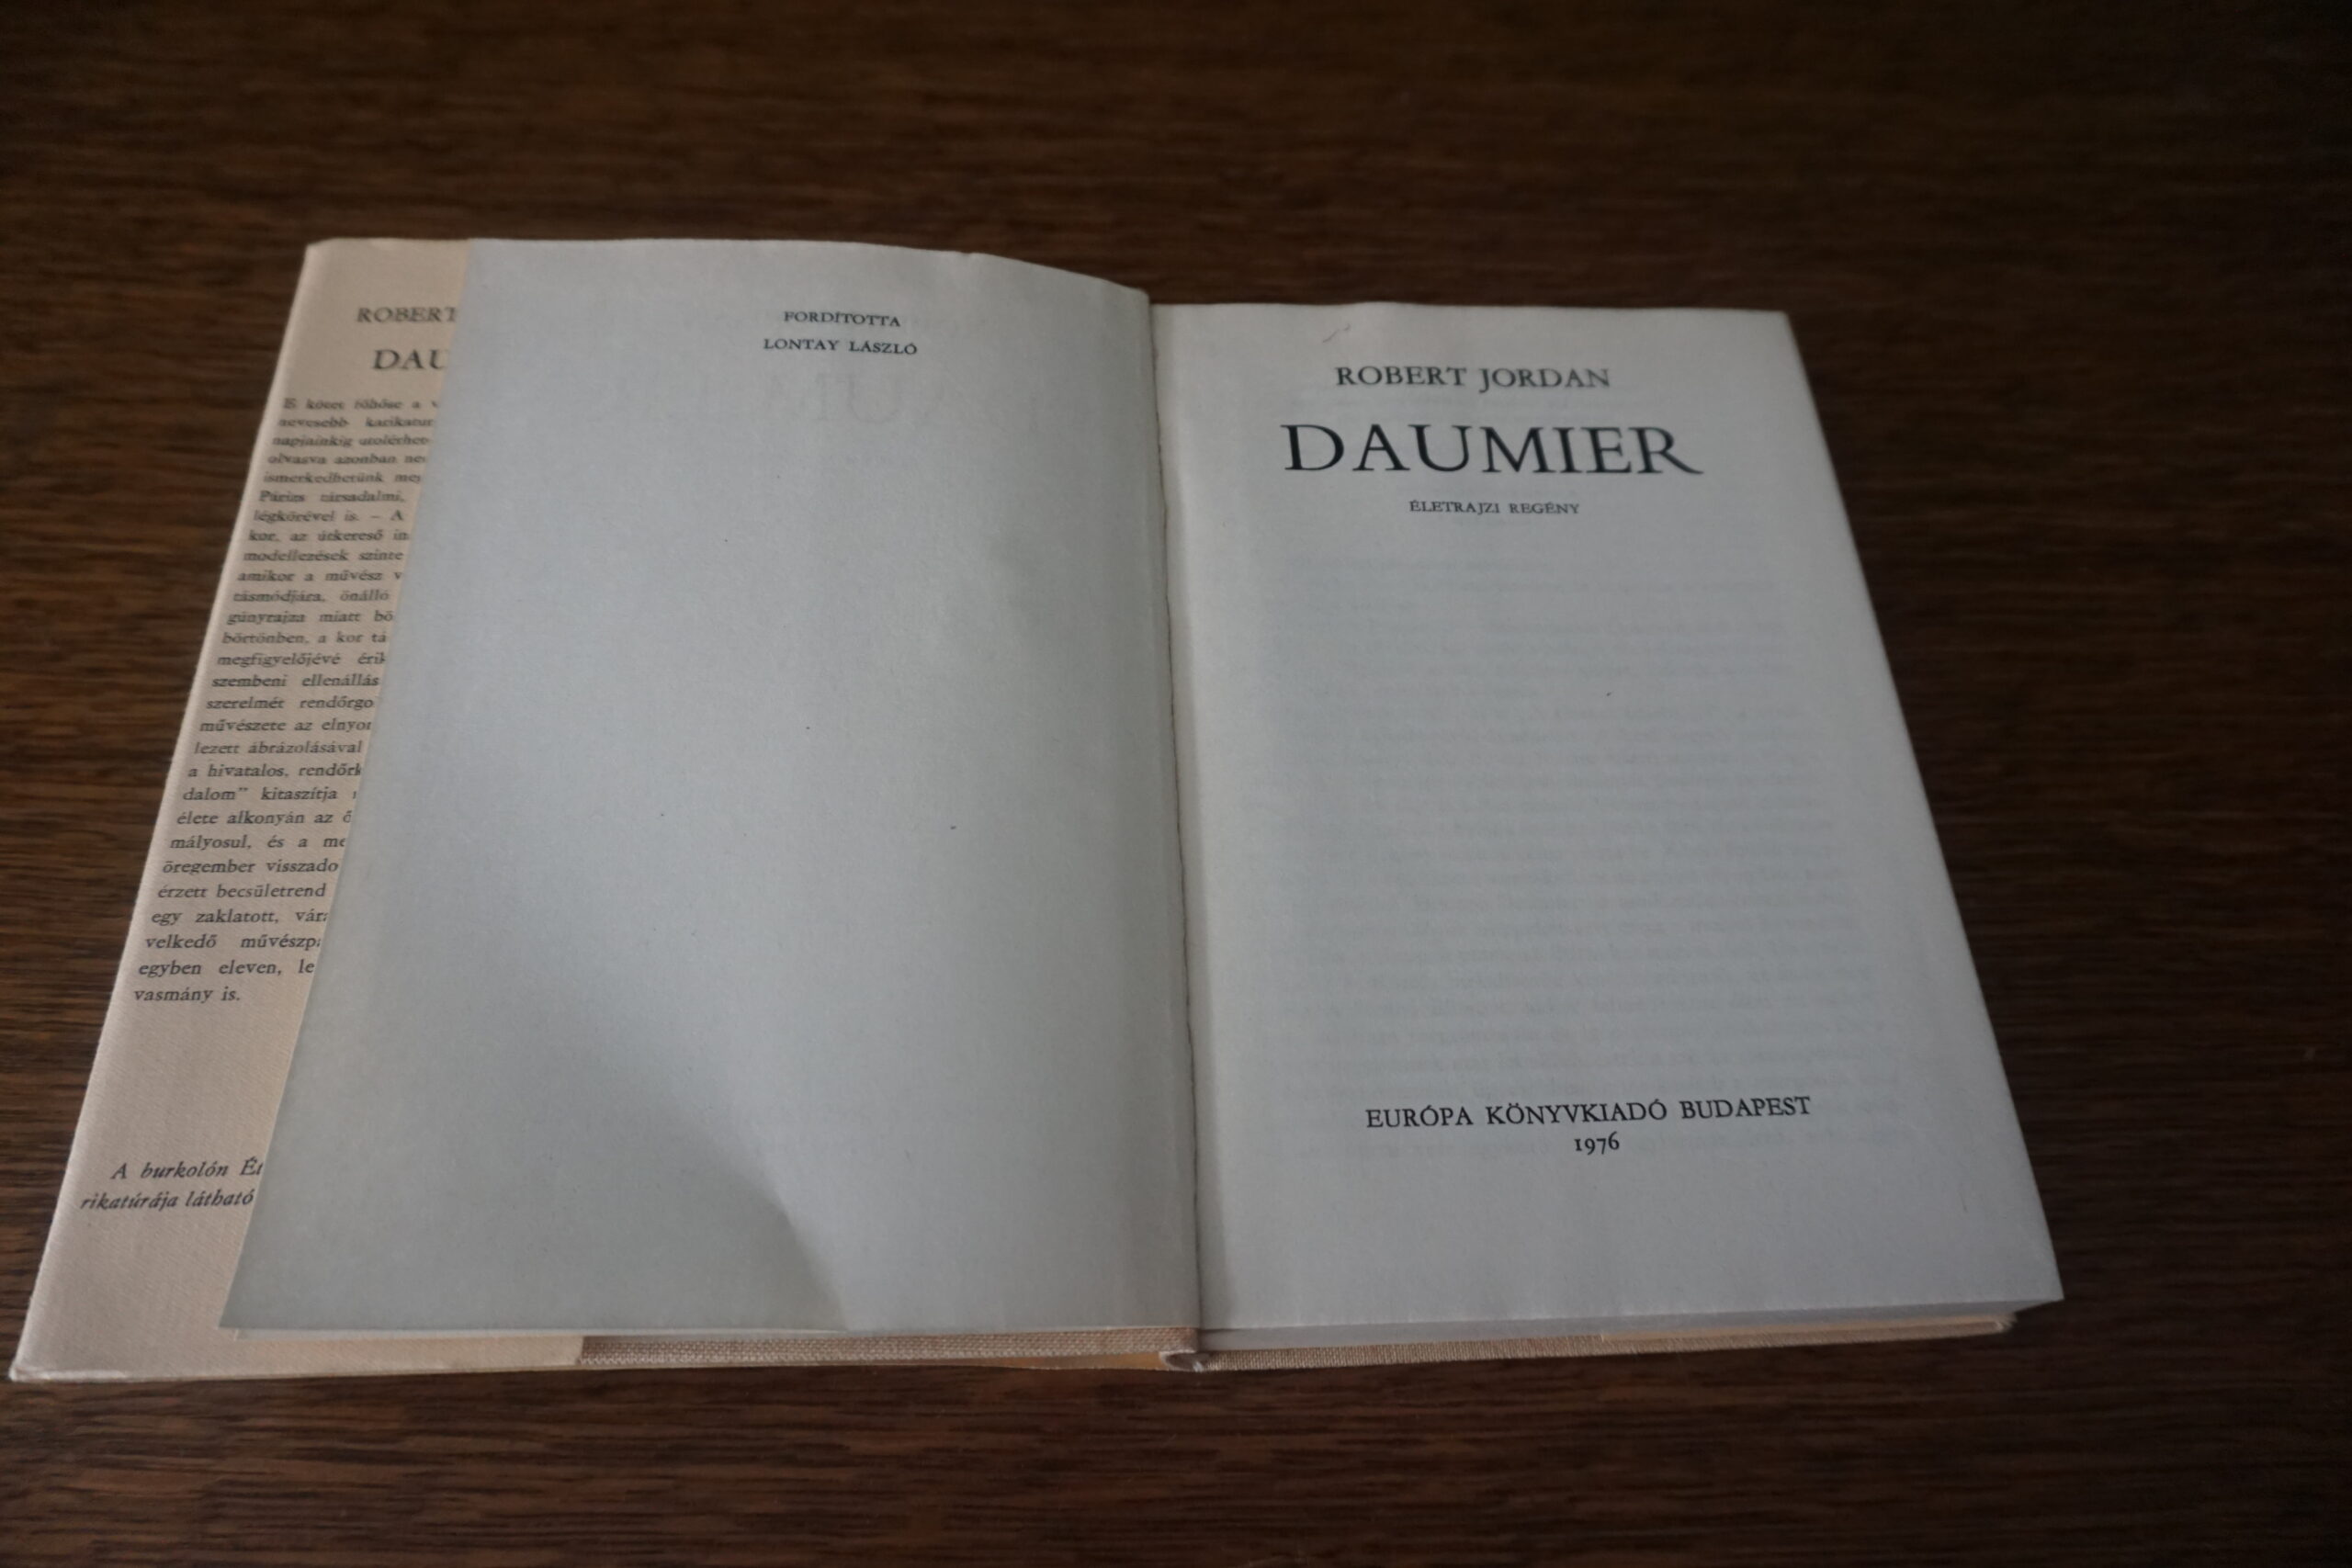 ROBERT
DAU
E kötet főhőse a v
nevesebb karikatur
napjainkig utolérhet
olvasva azonban ne
ismerkedhetünk meg
Párizs társadalmi,
légkörével is. – A
kor, az útkereső in
modellezések szinte
amikor a művész v
tásmódjára, önálló
gúnyrajza miatt bö
börtönben, a kor tá
megfigyelőjévé érik
szembeni ellenállás
szerelmét rendőrgo
művészete az elnyor
lezett ábrázolásával
a hivatalos, rendőrk
dalom” kitaszítja
élete alkonyán az ő
mályosul, és a me
öregember visszado
érzett becsületrend
egy zaklatott, vár
velkedő művészp
egyben eleven, le
vasmány is.
A burkolón Ét
rikatúrája látható
FORDÍTOTTA
LONTAY LÁSZLÓ
ROBERT JORDAN
DAUMIER
ÉLETRAJZI REGÉNY
EURÓPA KÖNYVKIADÓ BUDAPEST
1976